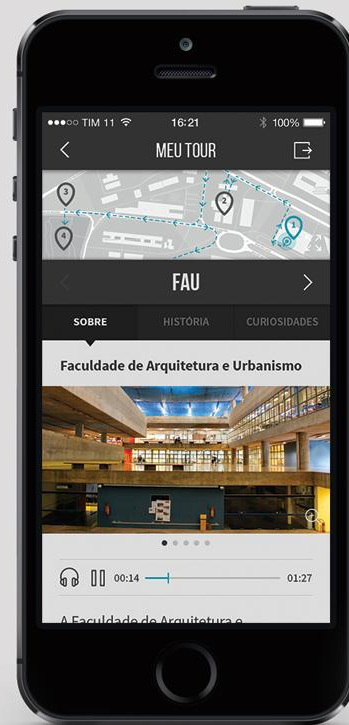 TIM 11 16:21 100%
MEU TOUR
3 2 1
4
FAU
SOBRE HISTÓRIA CURIOSIDADES
Faculdade de Arquitetura e Urbanismo
00:14 01:27
A Faculdade de Arquitetura e